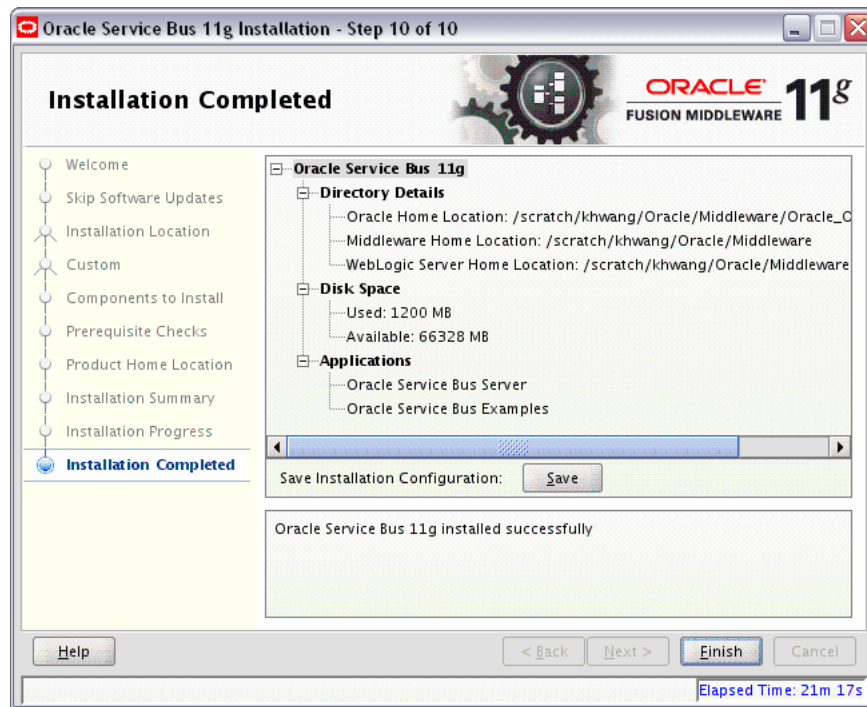 Oracle Service Bus 11g Installation - Step 10 of 10
Installation Completed
ORACLE
FUSION MIDDLEWARE 11g
Welcome
Skip Software Updates
Installation Location
Custom
Components to Install
Prerequisite Checks
Product Home Location
Installation Summary
Installation Progress
Installation Completed
Oracle Service Bus 11g
Directory Details
Oracle Home Location: /scratch/khwang/Oracle/Middleware/Oracle_O
Middleware Home Location: /scratch/khwang/Oracle/Middleware
WebLogic Server Home Location: /scratch/khwang/Oracle/Middleware
Disk Space
Used: 1200 MB
Available: 66328 MB
Applications
Oracle Service Bus Server
Oracle Service Bus Examples
Save Installation Configuration: Save
Oracle Service Bus 11g installed successfully
Help < Back Next > Finish Cancel
Elapsed Time: 21m 17s